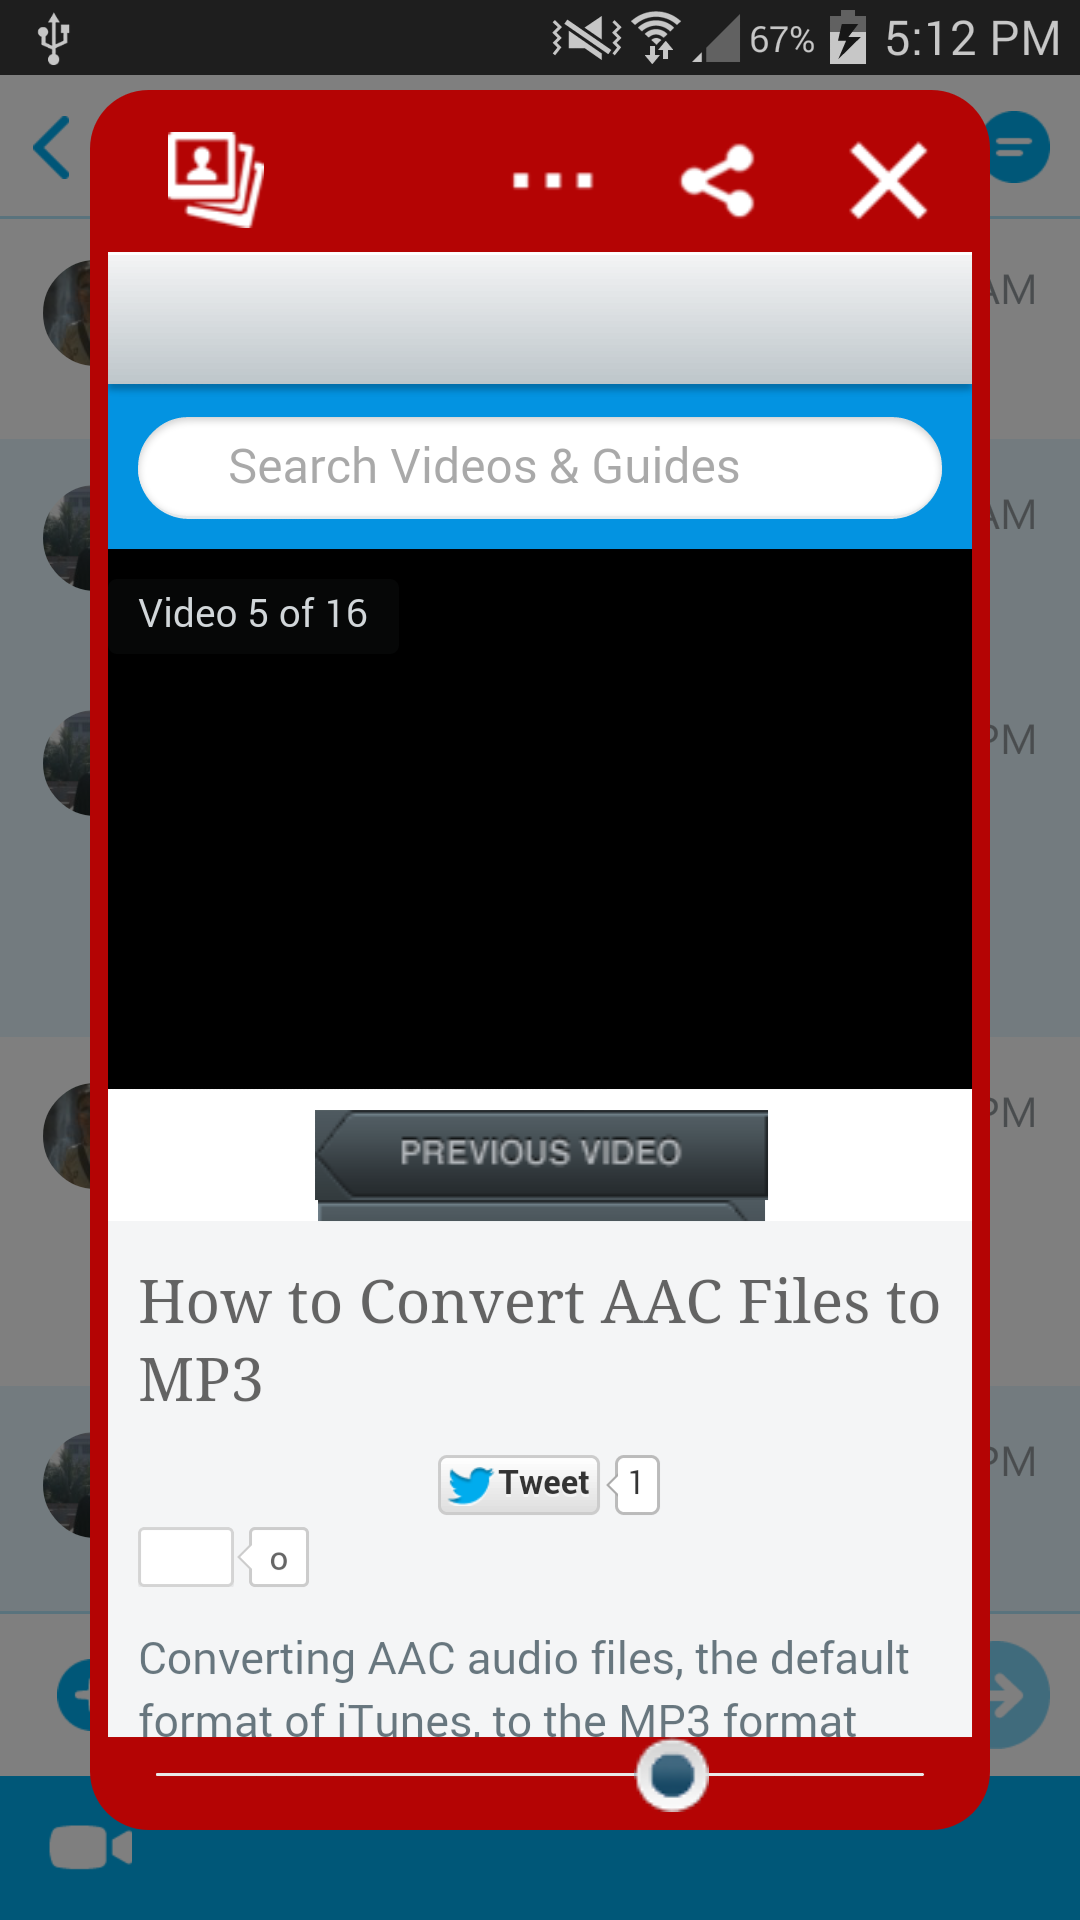 67% 5:12 PM
AM
Search Videos & Guides
AM
Video 5 of 16
PM
PREVIOUS VIDEO
PM
How to Convert AAC Files to
MP3
Tweet 1
PM
0
Converting AAC audio files, the default
format of iTunes, to the MP3 format